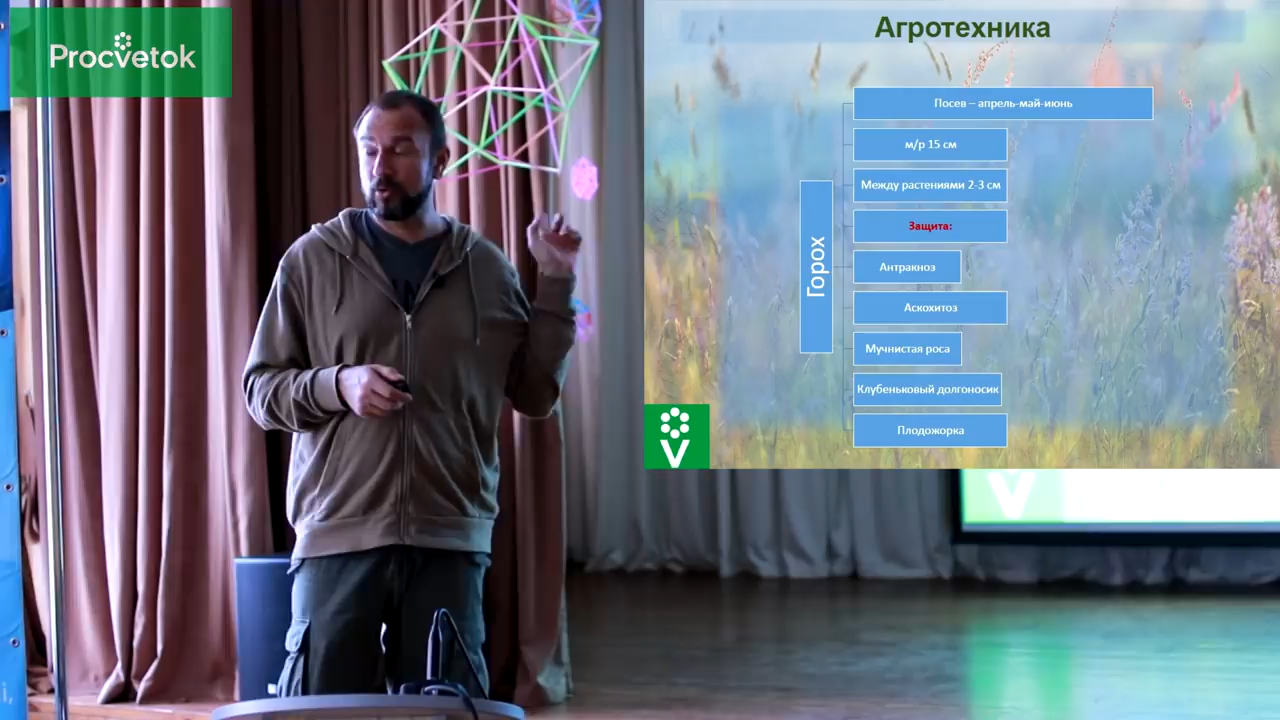 Procvetok
Агротехника
Горох
Посев – апрель-май-июнь
м/р 15 см
Между растениями 2-3 см
Защита:
Антракноз
Аскохитоз
Мучнистая роса
Клубеньковый долгоносик
Плодожорка